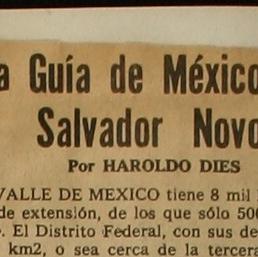 a Guía de México
Salvador Novo
Por HAROLDO DIES
VALLE DE MEXICO tiene 8 mil
de extensión, de los que sólo 500
El Distrito Federal, con sus de
km2, o sea cerca de la tercera